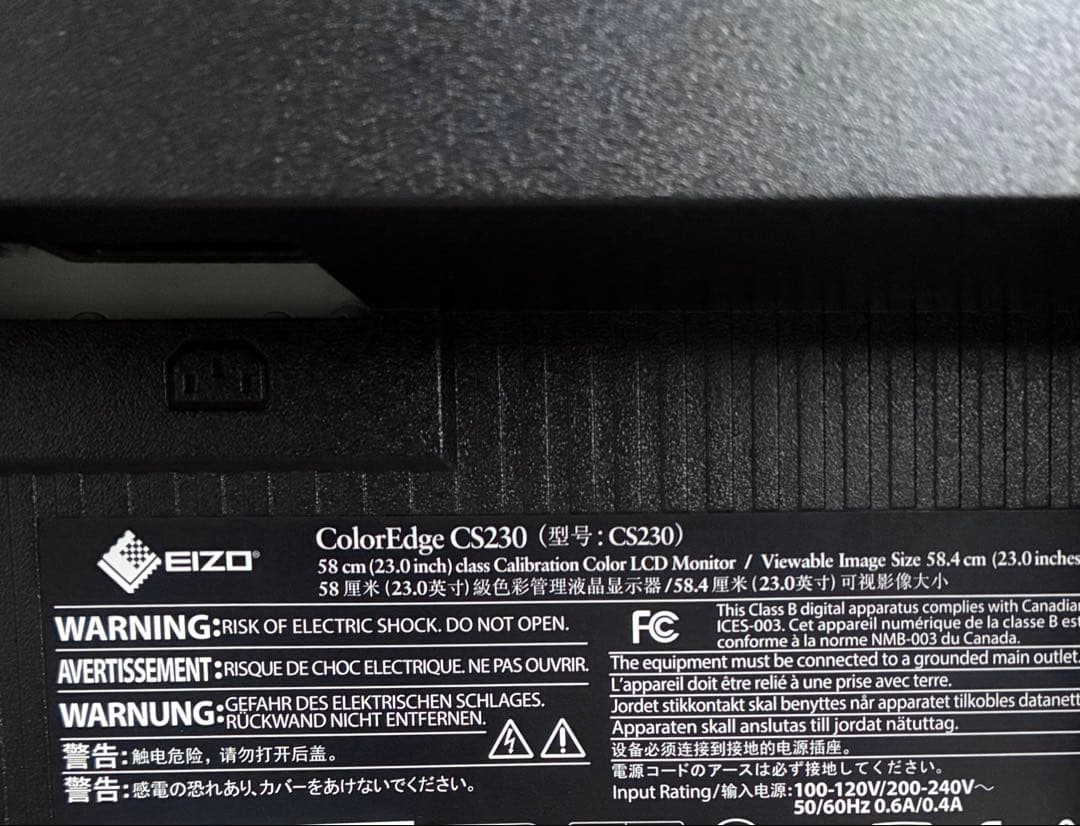 EIZO®
ColorEdge CS230（型号：CS230）
58 cm (23.0 inch) class Calibration Color LCD Monitor / Viewable Image Size 58.4 cm (23.0 inches
58 厘米 (23.0英寸) 級色彩管理液晶显示器 / 58.4 厘米 (23.0英寸) 可视影像大小
WARNING:RISK OF ELECTRIC SHOCK. DO NOT OPEN.
AVERTISSEMENT:RISQUE DE CHOC ELECTRIQUE. NE PAS OUVRIR.
WARNUNG:GEFAHR DES ELEKTRISCHEN SCHLAGES.
RÜCKWAND NICHT ENTFERNEN.
警告:触电危险，请勿打开后盖。
警告:感電の恐れあり、カバーをあけないでください。
FC
This Class B digital apparatus complies with Canadian
ICES-003. Cet appareil numérique de la classe B est
conforme à la norme NMB-003 du Canada.
The equipment must be connected to a grounded main outlet.
L'appareil doit être relié à une prise avec terre.
Jordet stikkontakt skal benyttes når apparatet tilkobles datanett
Apparaten skall anslutas till jordat nätuttag.
设备必须连接到接地的电源插座。
電源コードのアースは必ず接地してください。
Input Rating/输入电源:100-120V/200-240V～
50/60Hz 0.6A/0.4A